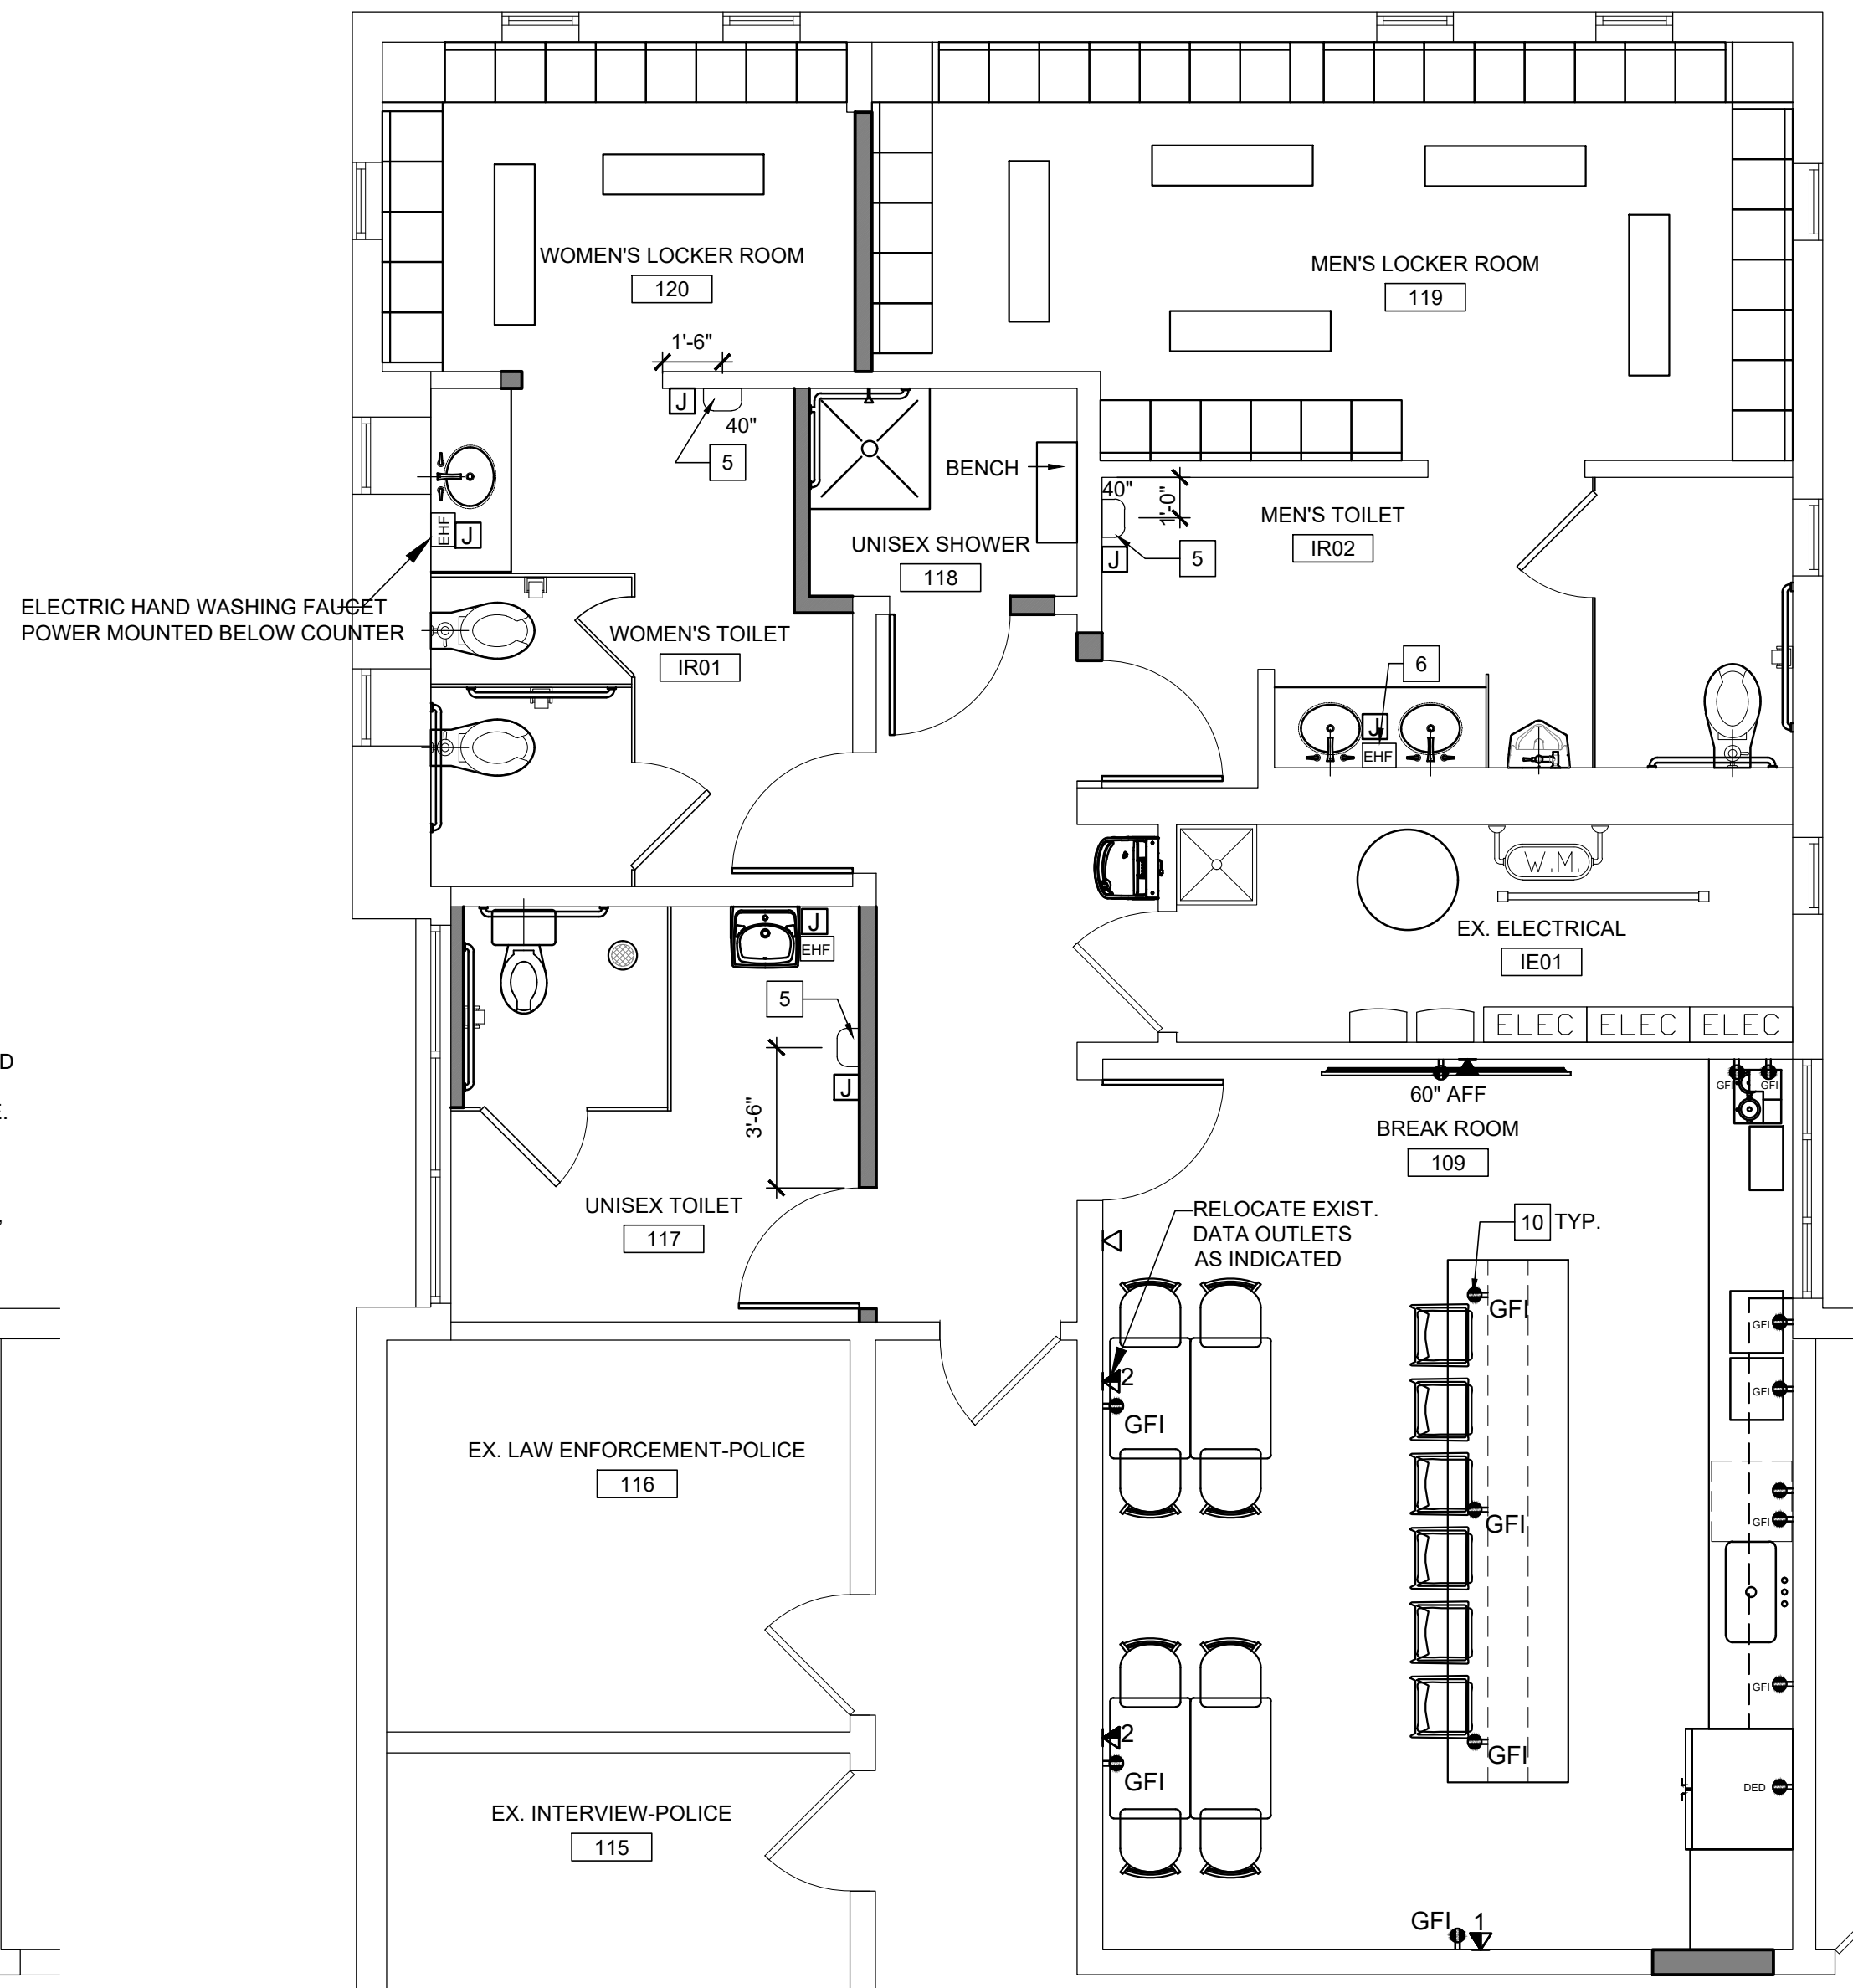 WOMEN'S LOCKER ROOM
120
MEN'S LOCKER ROOM
119
1'-6"
J
40"
5
BENCH
40"
1'-0"
MEN'S TOILET
IR02
J
5
EHF
J
UNISEX SHOWER
118
ELECTRIC HAND WASHING FAUCET
POWER MOUNTED BELOW COUNTER
WOMEN'S TOILET
IR01
6
J
EHF
W.M.
EX. ELECTRICAL
IE01
J
EHF
5
ELEC
ELEC
ELEC
D
E.
J
3'-6"
60" AFF
GFI
GFI
BREAK ROOM
109
UNISEX TOILET
117
RELOCATE EXIST.
DATA OUTLETS
AS INDICATED
10 TYP.
,
GFI
GFI
2
GFI
GFI
EX. LAW ENFORCEMENT-POLICE
116
GFI
GFI
GFI
2
GFI
GFI
DED
EX. INTERVIEW-POLICE
115
GFI
1